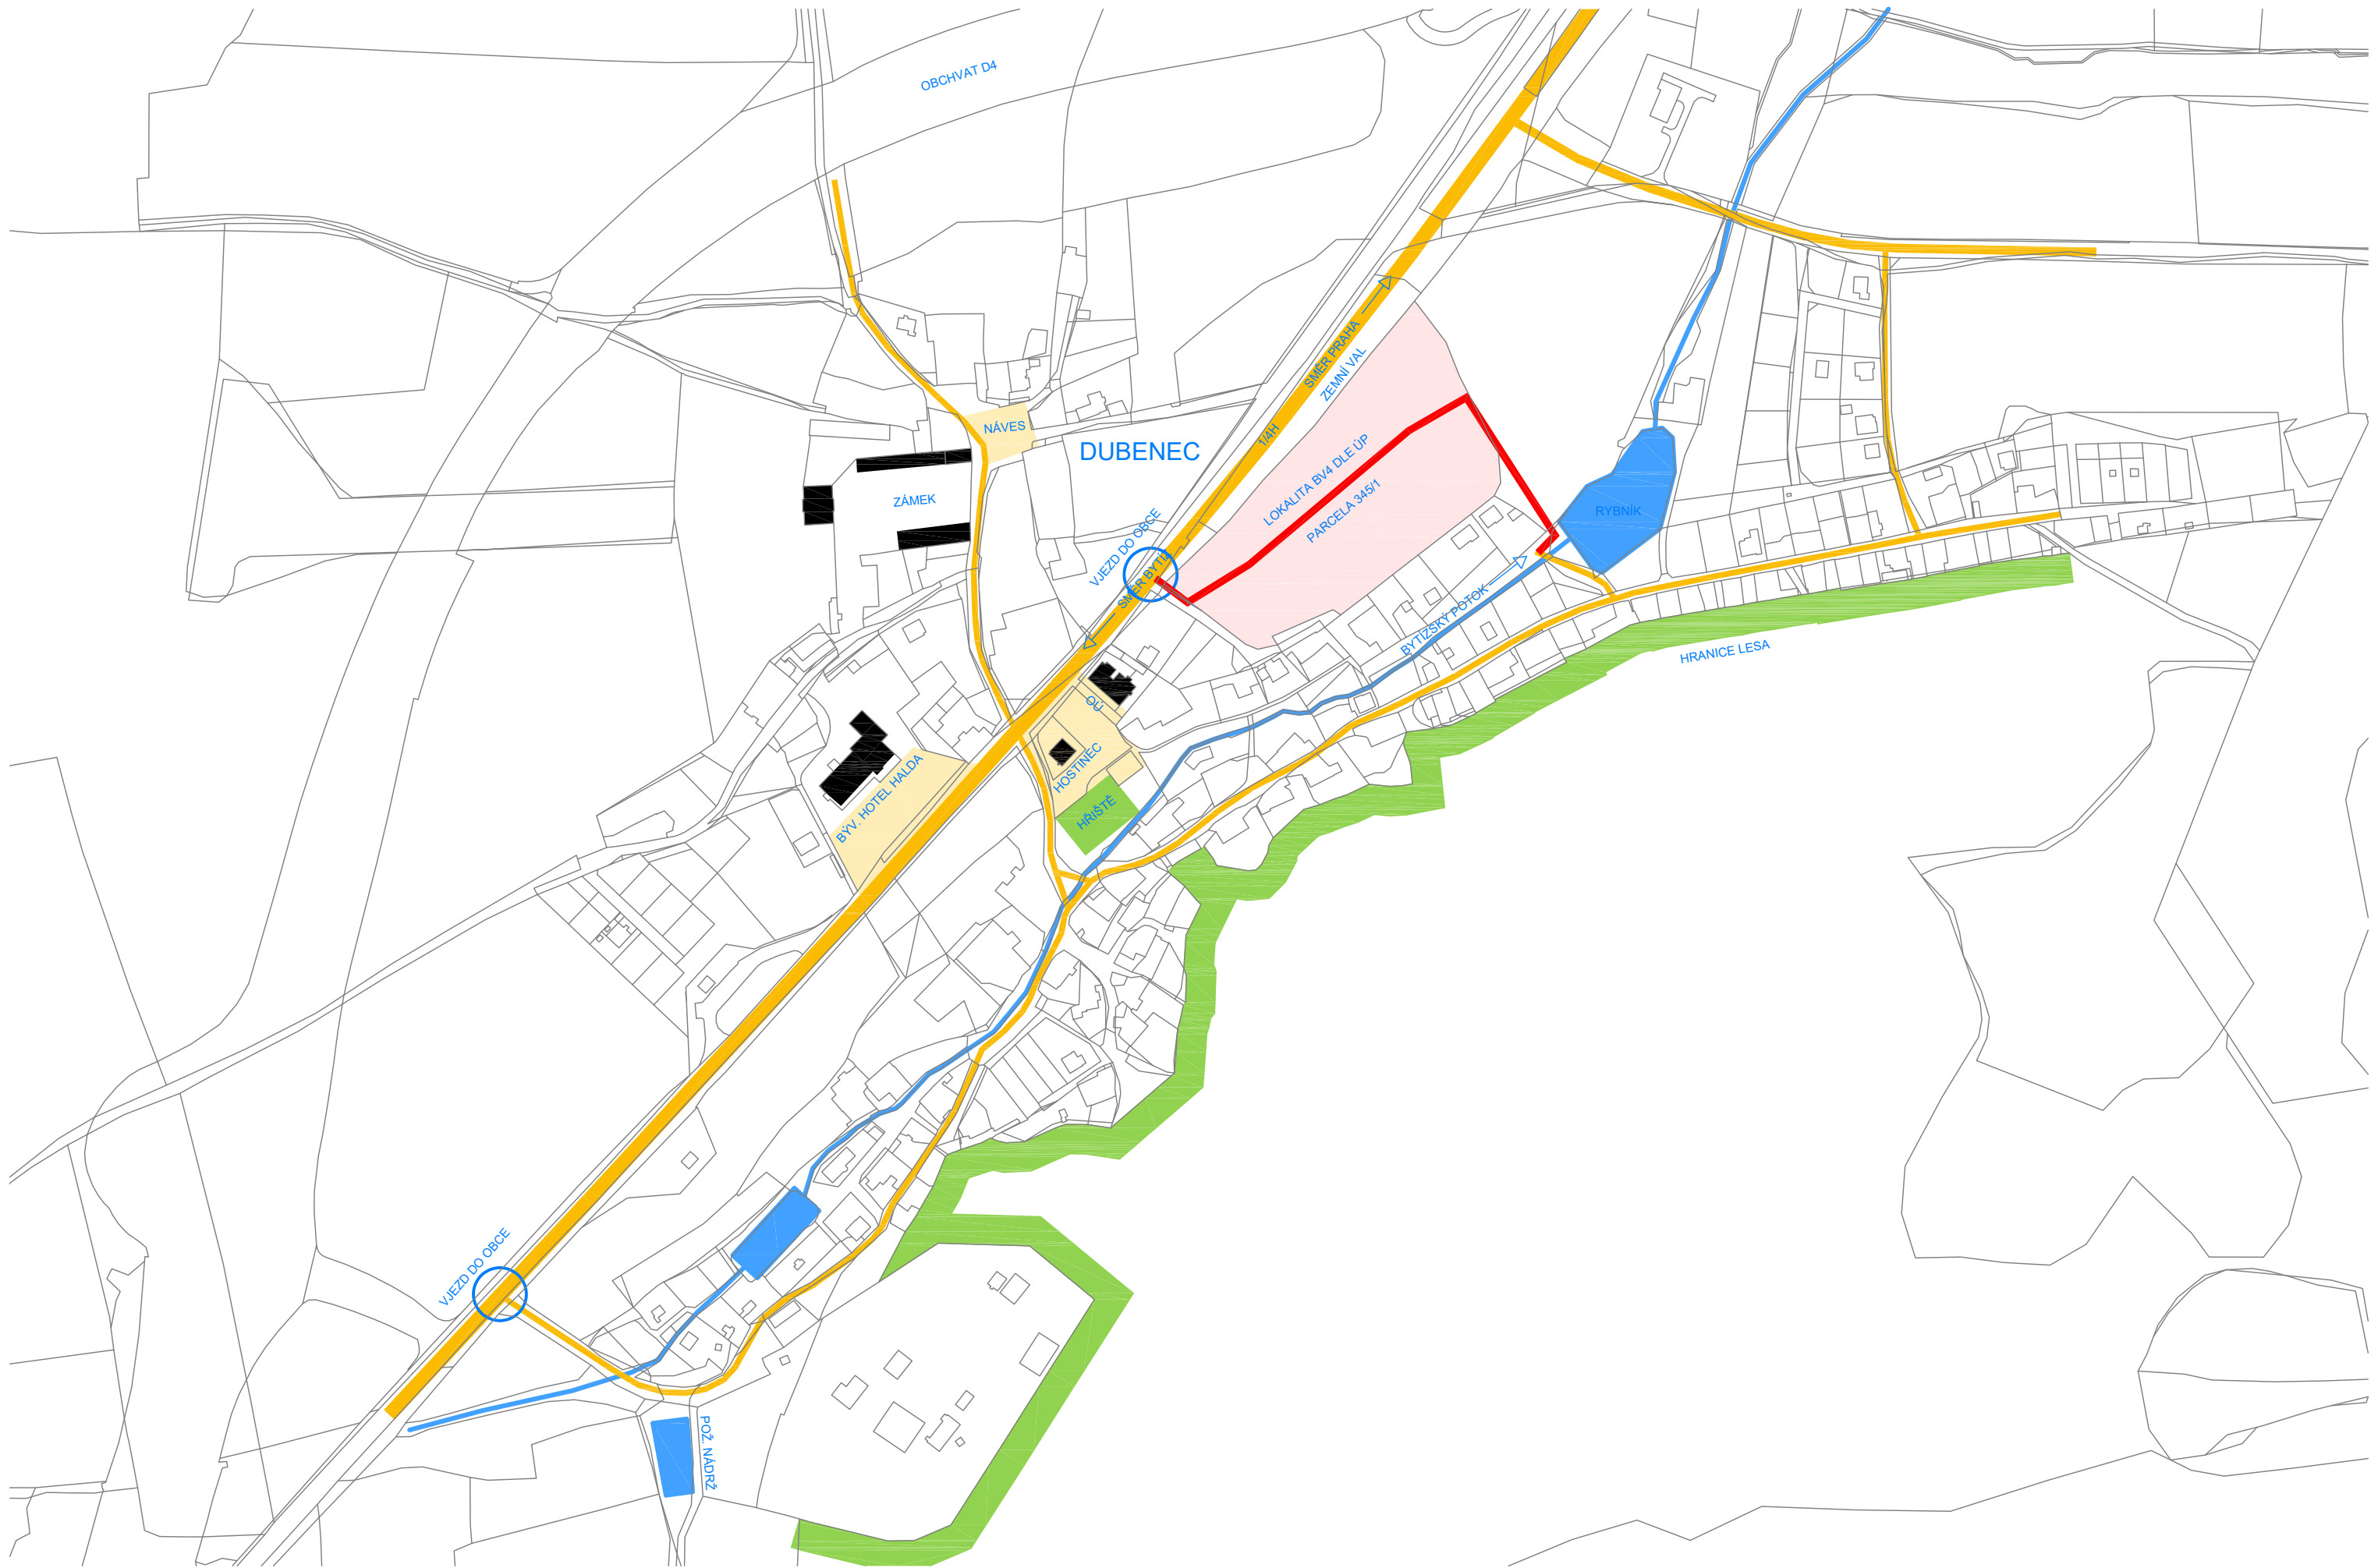 OBCHVAT D4
SMĚR PRAHA
ZEMNÍ VAL
1/4H
NÁVES
DUBENEC
LOKALITA BV4 DLE ÚP
PARCELA 345/1
ZÁMEK
RYBNÍK
VJEZD DO OBCE
SMĚR BYTÍZ
BYTÍZSKÝ POTOK
HRANICE LESA
OÚ
HOSTINEC
HŘIŠTĚ
BÝV. HOTEL HALDA
VJEZD DO OBCE
POŽ. NÁDRŽ